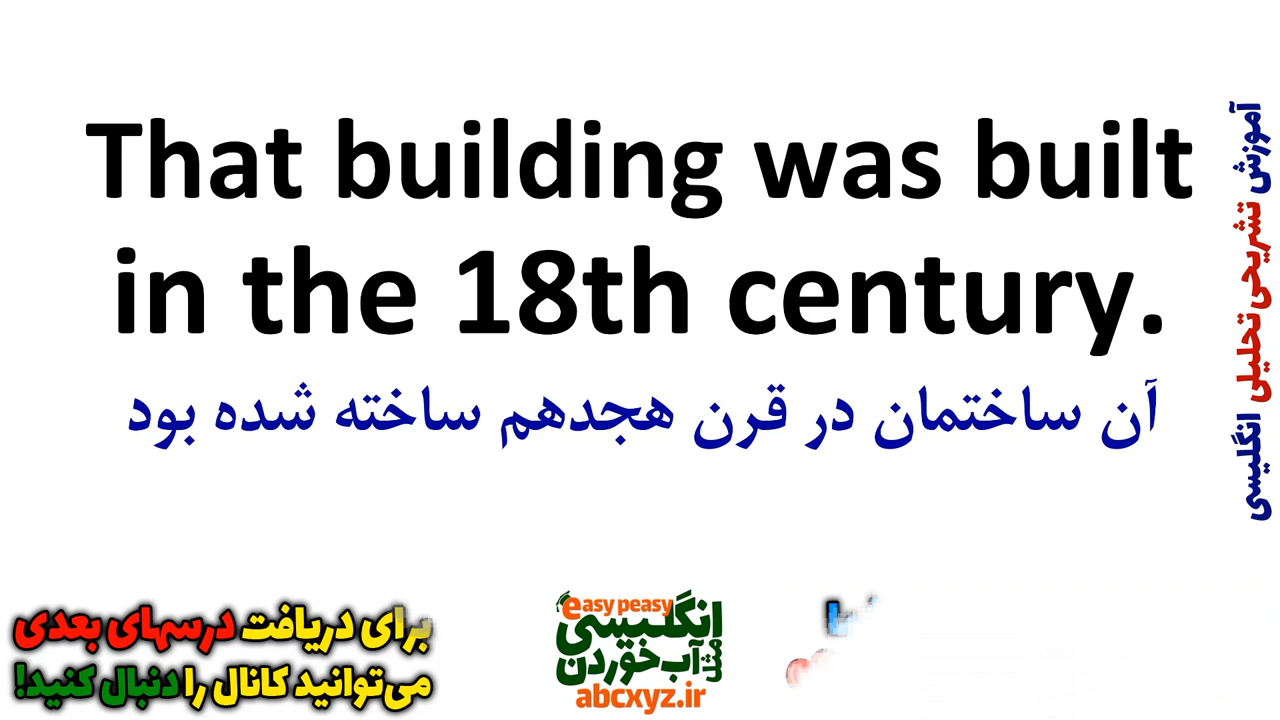 That building was built
in the 18th century.
آن ساختمان در قرن هجدهم ساخته شده بود
آموزش تشریحی تحلیلی انگلیسی
برای دریافت درسهای بعدی
می‌توانید کانال را دنبال کنید!
easy peasy
انگلیسی
مثل آب خوردن
abcxyz.ir